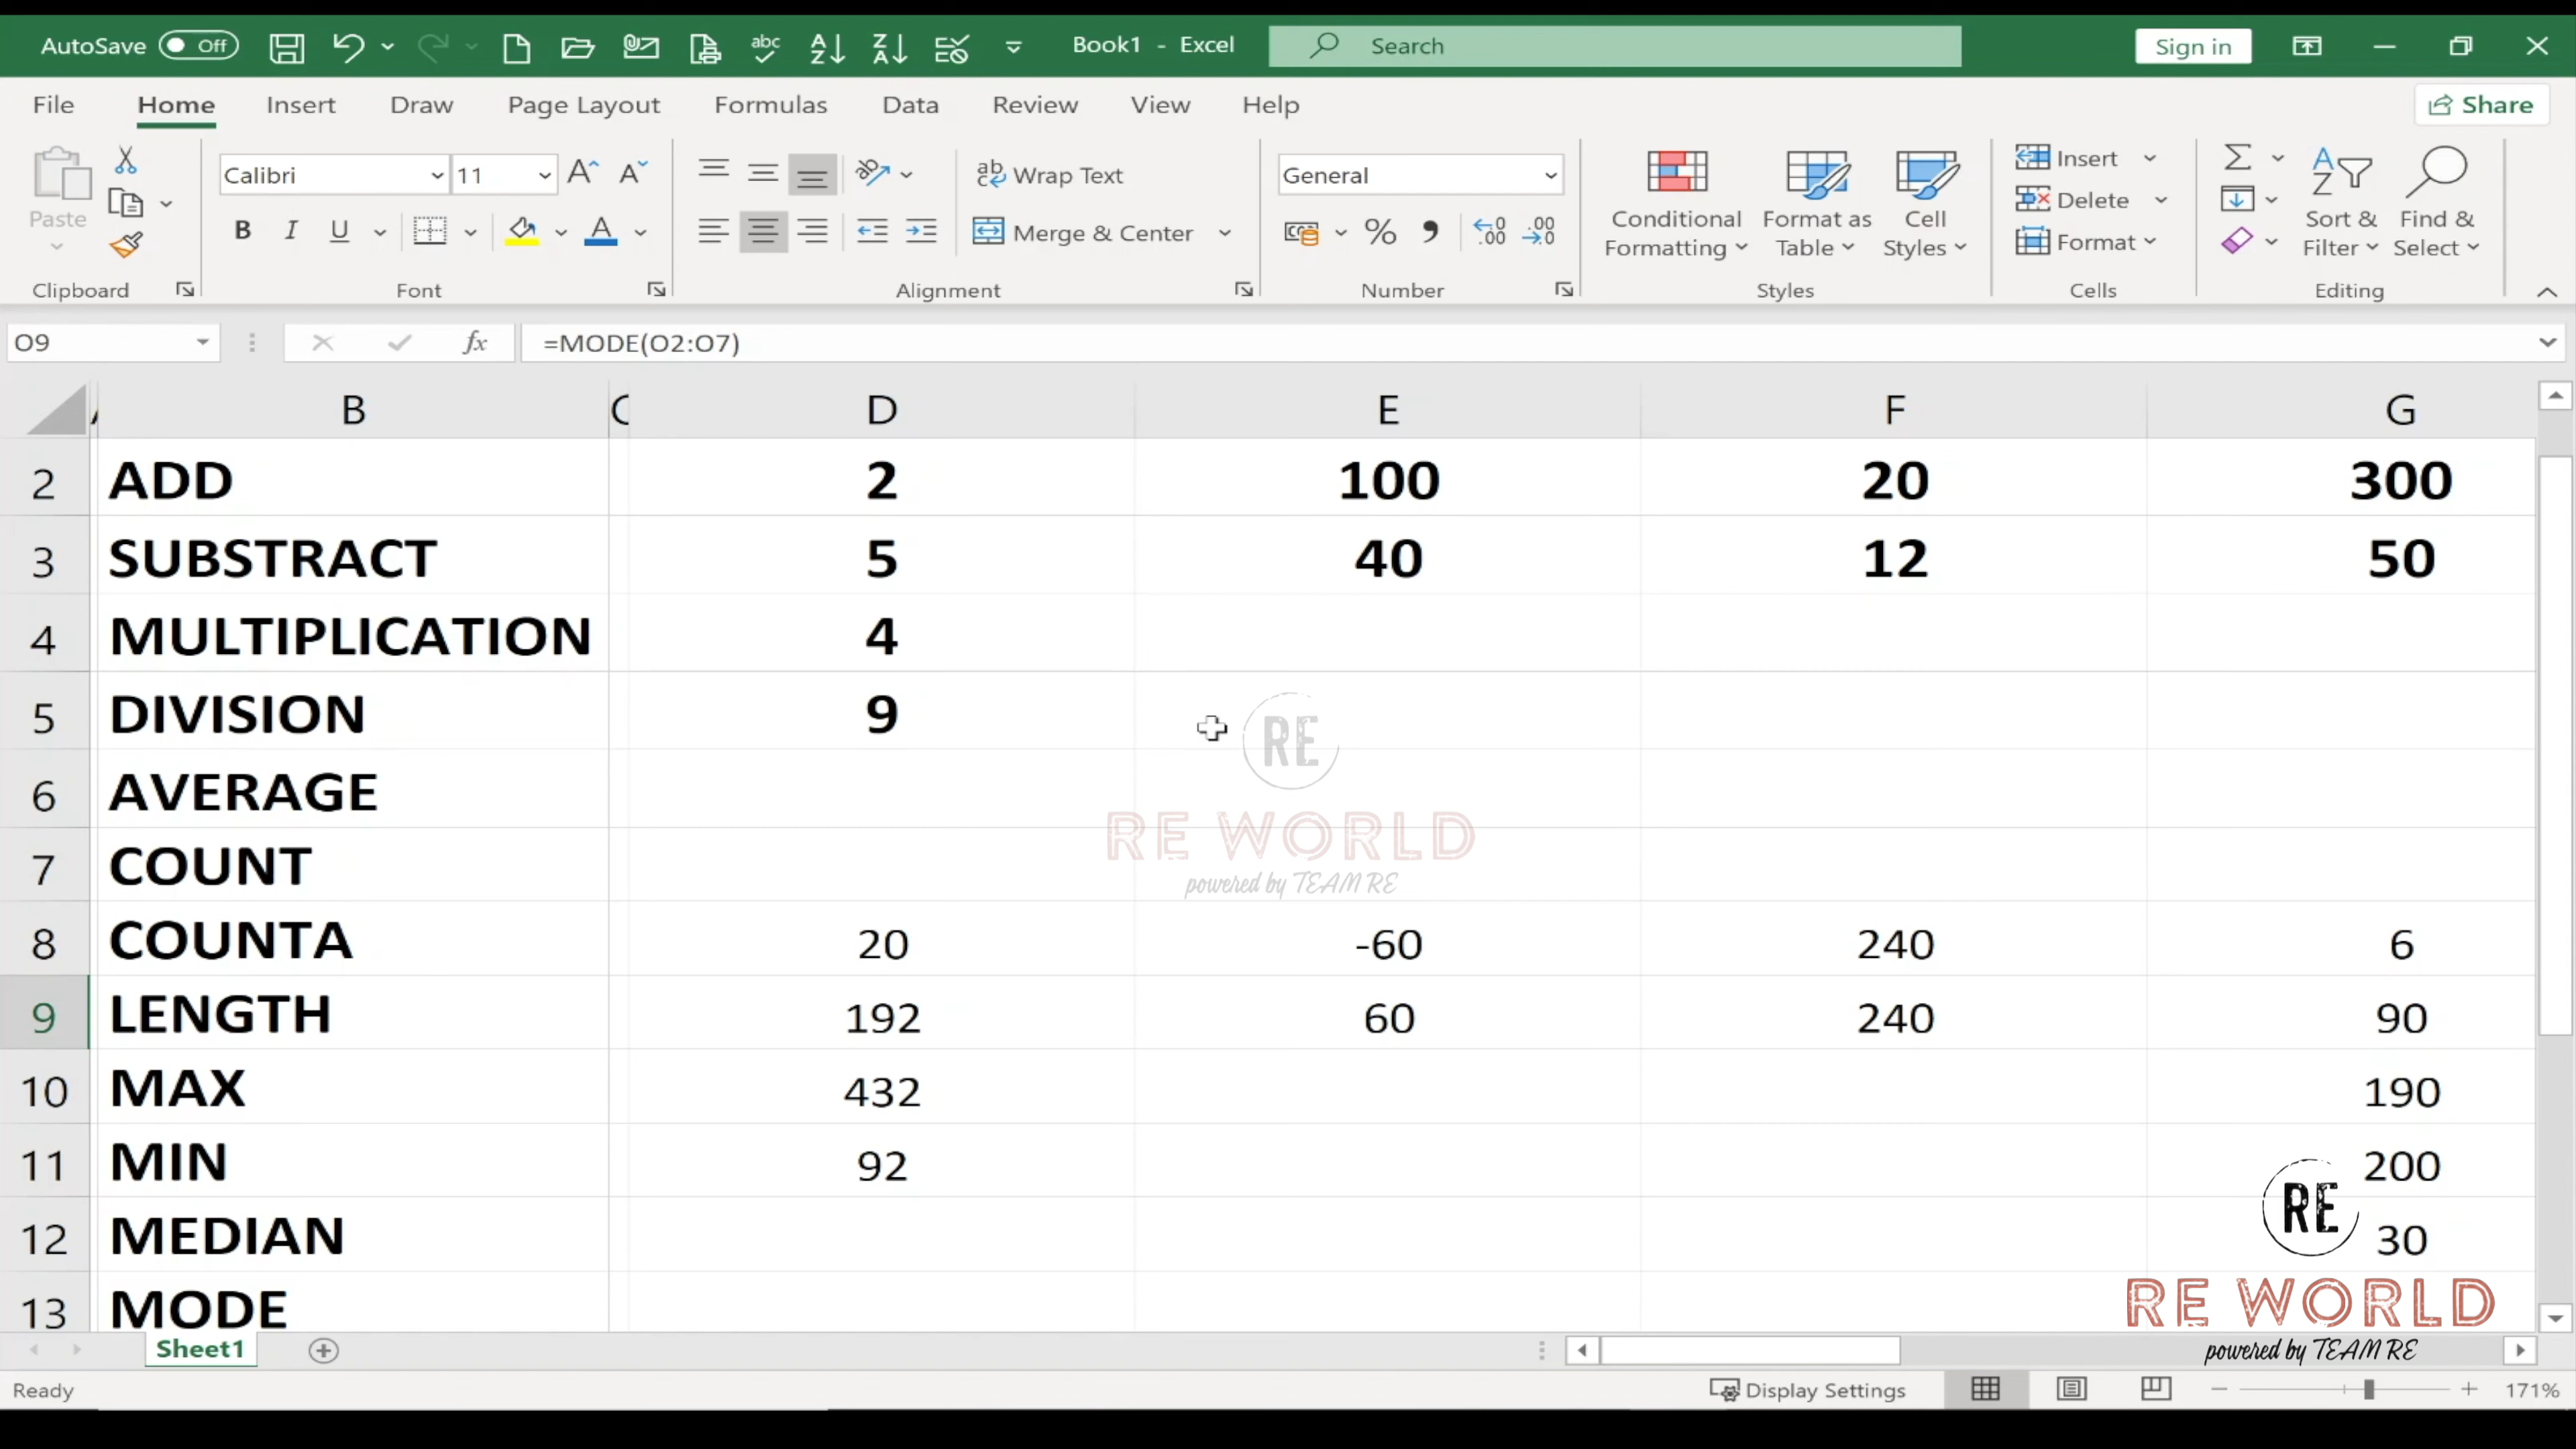 AutoSave Off Book1 - Excel Search Sign in
File Home Insert Draw Page Layout Formulas Data Review View Help Share
Paste Calibri 11 Wrap Text General Conditional Formatting Format as Table Cell Styles Insert Delete Format Sort & Filter Find & Select
B I U Merge & Center
Clipboard Font Alignment Number Styles Cells Editing
O9 fx =MODE(O2:O7)
B C D E F G
2 ADD 2 100 20 300
3 SUBSTRACT 5 40 12 50
4 MULTIPLICATION 4
5 DIVISION 9
RE
6 AVERAGE
RE WORLD
7 COUNT
powered by TEAM RE
8 COUNTA 20 -60 240 6
9 LENGTH 192 60 240 90
10 MAX 432 190
11 MIN 92 200
RE
12 MEDIAN 30
13 MODE
RE WORLD
powered by TEAM RE
Sheet1
Ready Display Settings 171%